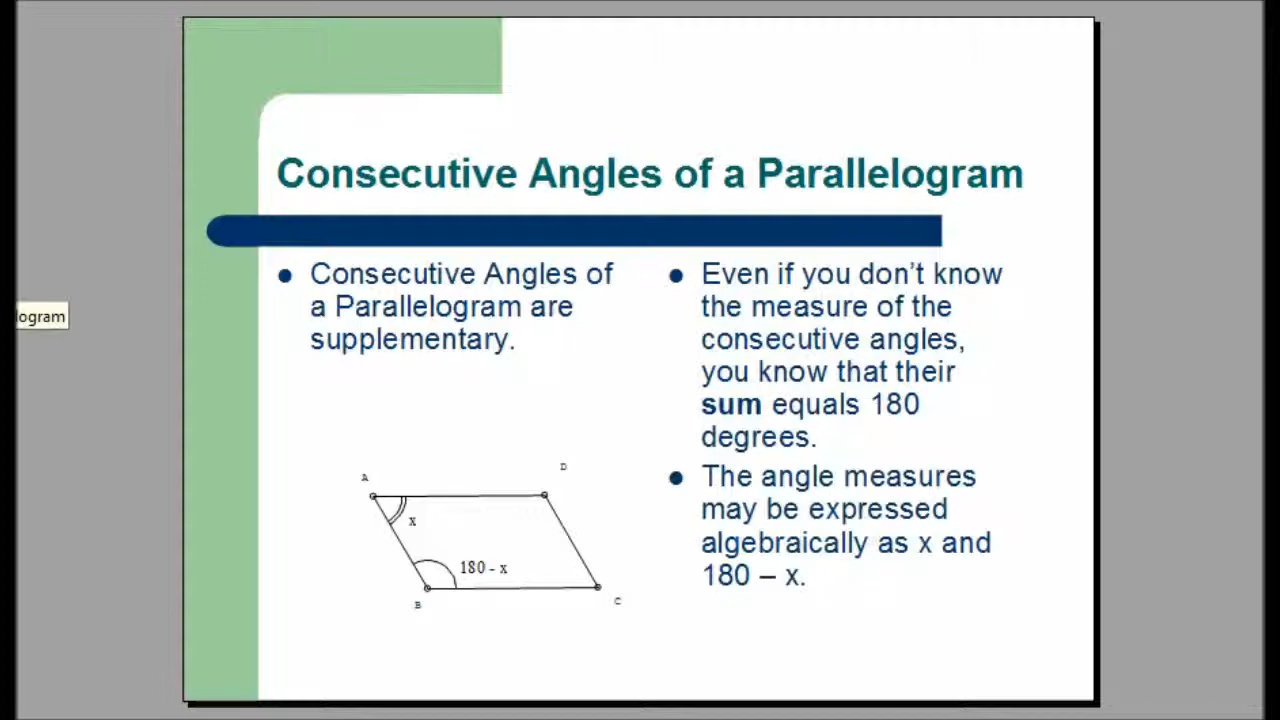 Consecutive Angles of a Parallelogram
Consecutive Angles of
a Parallelogram are
supplementary.
Even if you don't know
the measure of the
consecutive angles,
you know that their
sum equals 180
degrees.
The angle measures
may be expressed
algebraically as x and
180 – x.
logram
A
D
x
180 - x
B
C